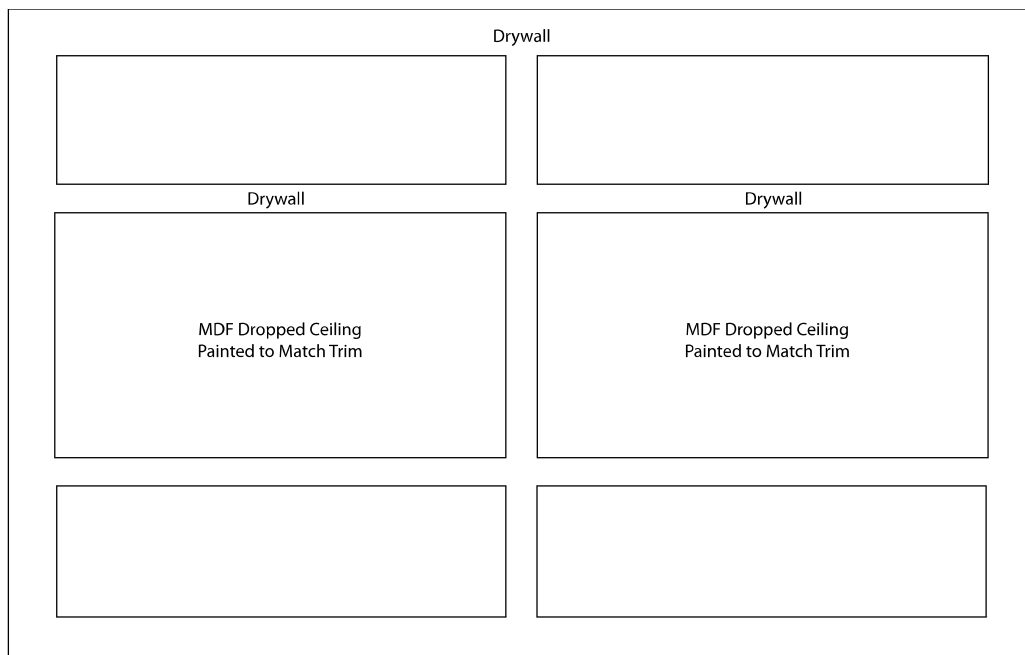 Drywall
Drywall
Drywall
MDF Dropped Ceiling
Painted to Match Trim
MDF Dropped Ceiling
Painted to Match Trim